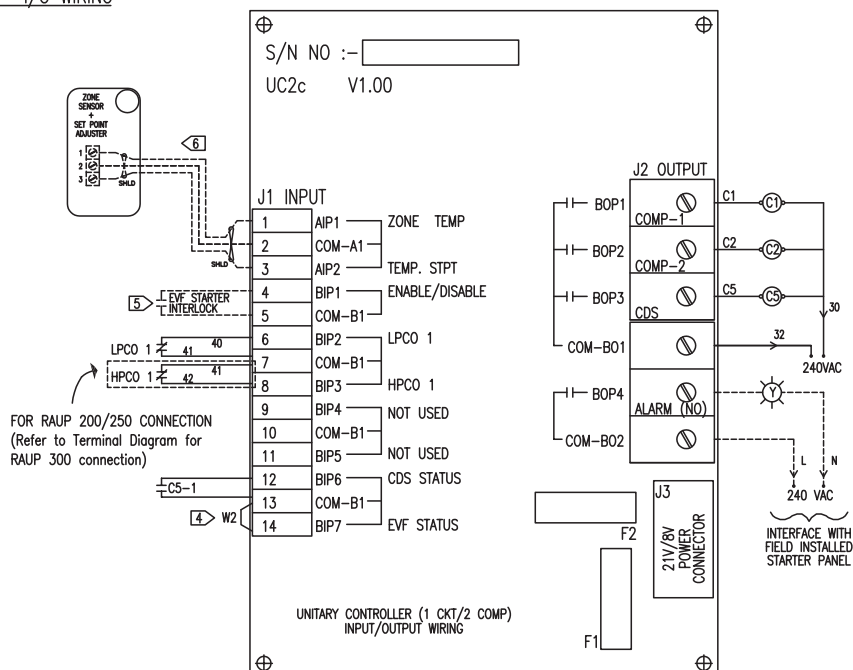 I/O WIRING
S/N NO :-
UC2c V1.00
ZONE
SENSOR
+
SET POINT
ADJUSTER
1
2
3
SHLD
6
J1 INPUT
SHLD
1 AIP1 ZONE TEMP
2 COM-A1
3 AIP2 TEMP. STPT
4 BIP1 ENABLE/DISABLE
5 COM-B1
6 BIP2 LPCO 1
7 COM-B1
8 BIP3 HPCO 1
9 BIP4 NOT USED
10 COM-B1
11 BIP5 NOT USED
12 BIP6 CDS STATUS
13 COM-B1
14 BIP7 EVF STATUS
5
EVF STARTER
INTERLOCK
LPCO 1 40
41
HPCO 1 41
42
FOR RAUP 200/250 CONNECTION
(Refer to Terminal Diagram for
RAUP 300 connection)
C5-1
4 W2
J2 OUTPUT
BOP1 C1 C1
COMP-1
BOP2 C2 C2
COMP-2
BOP3 C5 C5
CDS
30
COM-BO1 32
240VAC
BOP4 Y
ALARM (NO)
COM-BO2
L N
240 VAC
INTERFACE WITH
FIELD INSTALLED
STARTER PANEL
J3
21V/8V
POWER
CONNECTOR
F2
F1
UNITARY CONTROLLER (1 CKT/2 COMP)
INPUT/OUTPUT WIRING